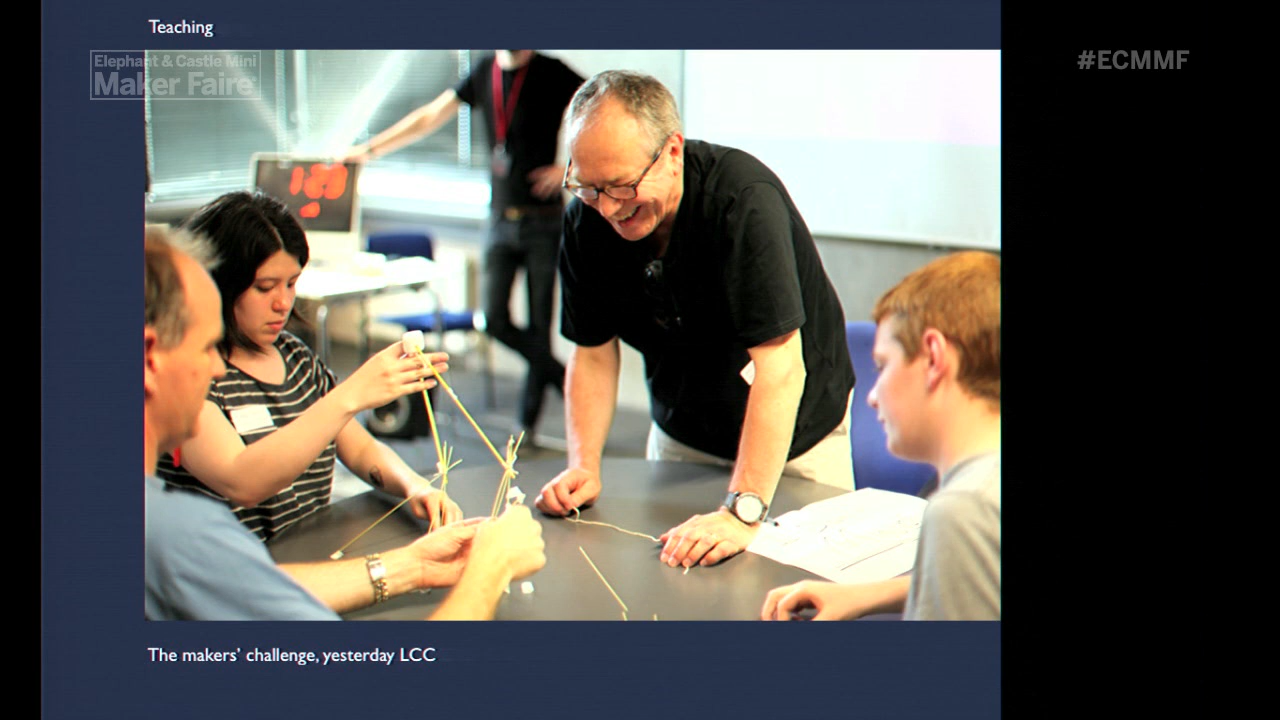 Teaching
Elephant & Castle Mini
Maker Faire
#ECMMF
The makers' challenge, yesterday LCC